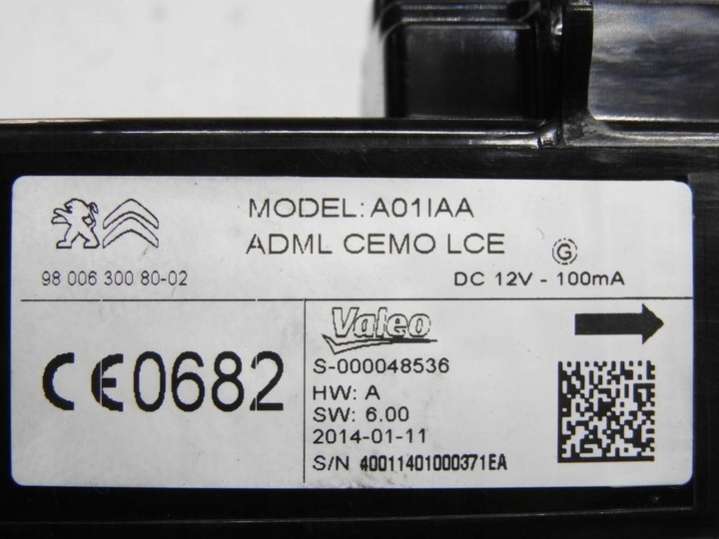 MODEL: A01IAA
ADML CEMO LCE
G
98 006 300 80-02
DC 12V - 100mA
CE0682
Valeo
S-000048536
HW: A
SW: 6.00
2014-01-11
S/N 40011401000371EA